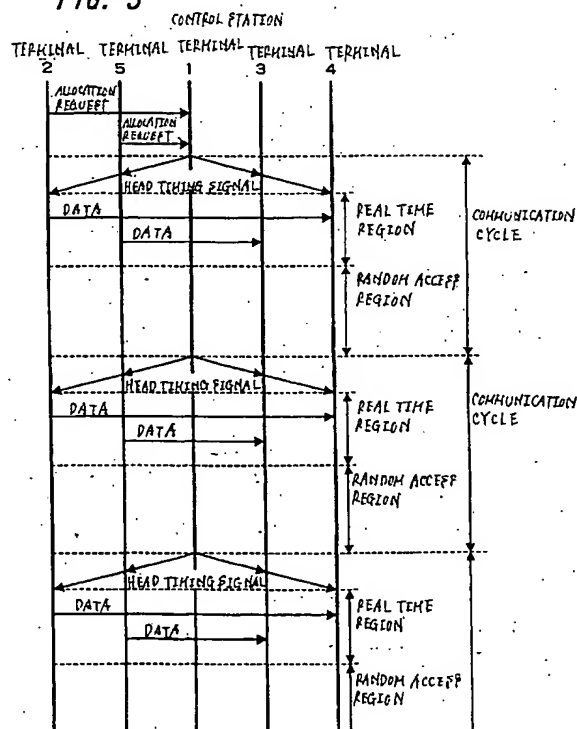 FIG. 5
CONTROL STATION
TERMINAL TERMINAL TERMINAL TERMINAL TERMINAL
2 5 1 3 4
ALLOCATION
REQUEST
ALLOCATION
REQUEST
HEAD TIMING SIGNAL
DATA
DATA
REAL TIME
REGION
COMMUNICATION
CYCLE
RANDOM ACCESS
REGION
HEAD TIMING SIGNAL
DATA
DATA
REAL TIME
REGION
COMMUNICATION
CYCLE
RANDOM ACCESS
REGION
HEAD TIMING SIGNAL
DATA
DATA
REAL TIME
REGION
RANDOM ACCESS
REGION